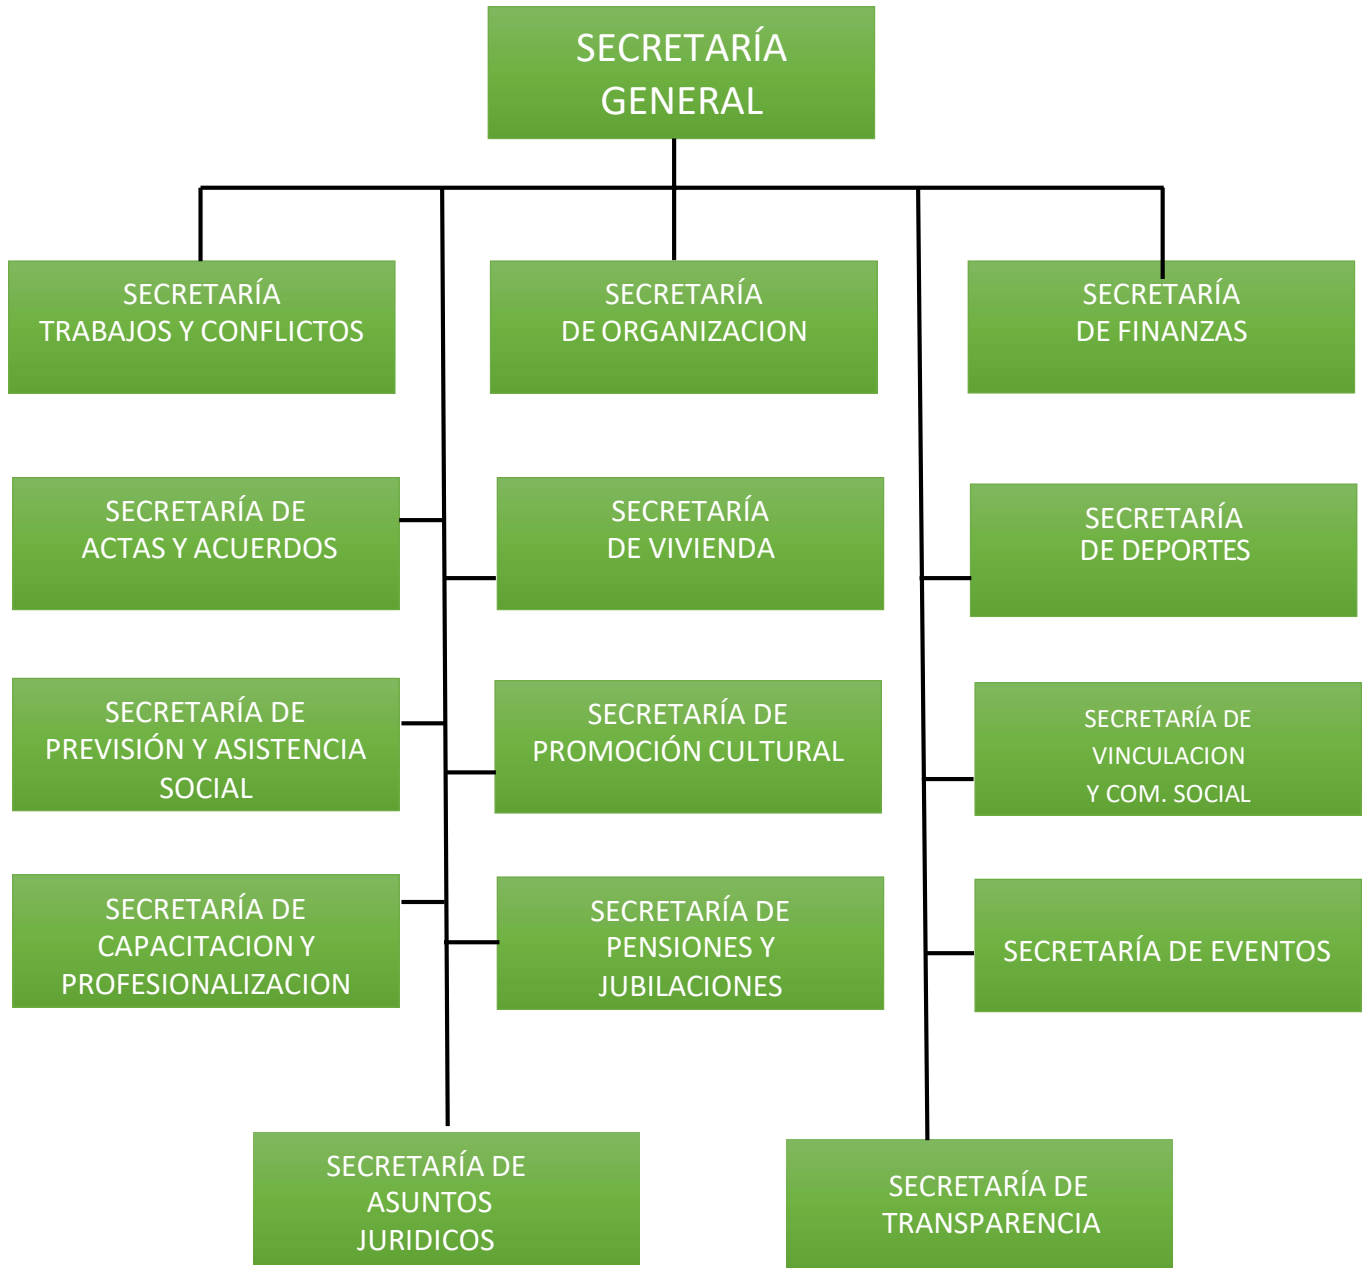 SECRETARÍA
GENERAL
SECRETARÍA
TRABAJOS Y CONFLICTOS
SECRETARÍA
DE ORGANIZACION
SECRETARÍA
DE FINANZAS
SECRETARÍA DE
ACTAS Y ACUERDOS
SECRETARÍA
DE VIVIENDA
SECRETARÍA
DE DEPORTES
SECRETARÍA DE
PREVISIÓN Y ASISTENCIA
SOCIAL
SECRETARÍA DE
PROMOCIÓN CULTURAL
SECRETARÍA DE
VINCULACION
Y COM. SOCIAL
SECRETARÍA DE
CAPACITACION Y
PROFESIONALIZACION
SECRETARÍA DE
PENSIONES Y
JUBILACIONES
SECRETARÍA DE EVENTOS
SECRETARÍA DE
ASUNTOS
JURIDICOS
SECRETARÍA DE
TRANSPARENCIA